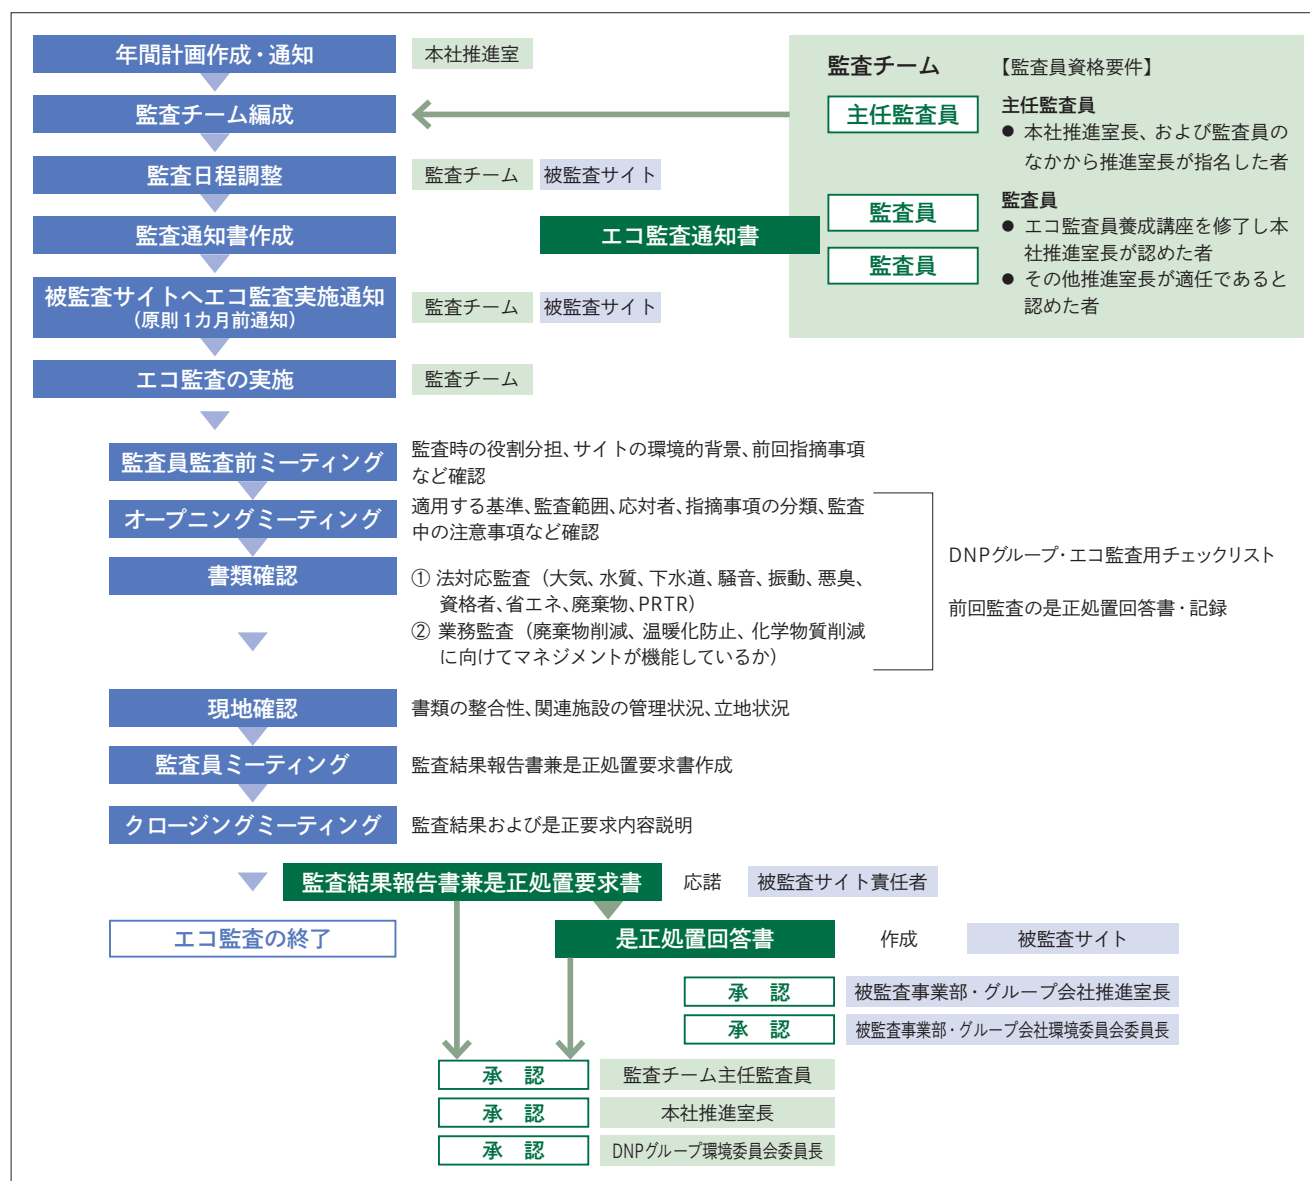 年間計画作成・通知
本社推進室
監査チーム編成
監査日程調整
監査チーム
被監査サイト
監査通知書作成
エコ監査通知書
被監査サイトへエコ監査実施通知
(原則1カ月前通知)
監査チーム
被監査サイト
エコ監査の実施
監査チーム
監査チーム
【監査員資格要件】
主任監査員
主任監査員
● 本社推進室長、および監査員の
なかから推進室長が指名した者
監査員
監査員
監査員
● エコ監査員養成講座を修了し本
社推進室長が認めた者
● その他推進室長が適任であると
認めた者
監査員監査前ミーティング
監査時の役割分担、サイトの環境的背景、前回指摘事項
など確認
オープニングミーティング
適用する基準、監査範囲、応対者、指摘事項の分類、監査
中の注意事項など確認
書類確認
① 法対応監査(大気、水質、下水道、騒音、振動、悪臭、
資格者、省エネ、廃棄物、PRTR)
② 業務監査(廃棄物削減、温暖化防止、化学物質削減
に向けてマネジメントが機能しているか)
DNPグループ・エコ監査用チェックリスト
前回監査の是正処置回答書・記録
現地確認
書類の整合性、関連施設の管理状況、立地状況
監査員ミーティング
監査結果報告書兼是正処置要求書作成
クロージングミーティング
監査結果および是正要求内容説明
監査結果報告書兼是正処置要求書
応諾
被監査サイト責任者
エコ監査の終了
是正処置回答書
作成
被監査サイト
承 認
被監査事業部・グループ会社推進室長
承 認
被監査事業部・グループ会社環境委員会委員長
承 認
監査チーム主任監査員
承 認
本社推進室長
承 認
DNPグループ環境委員会委員長